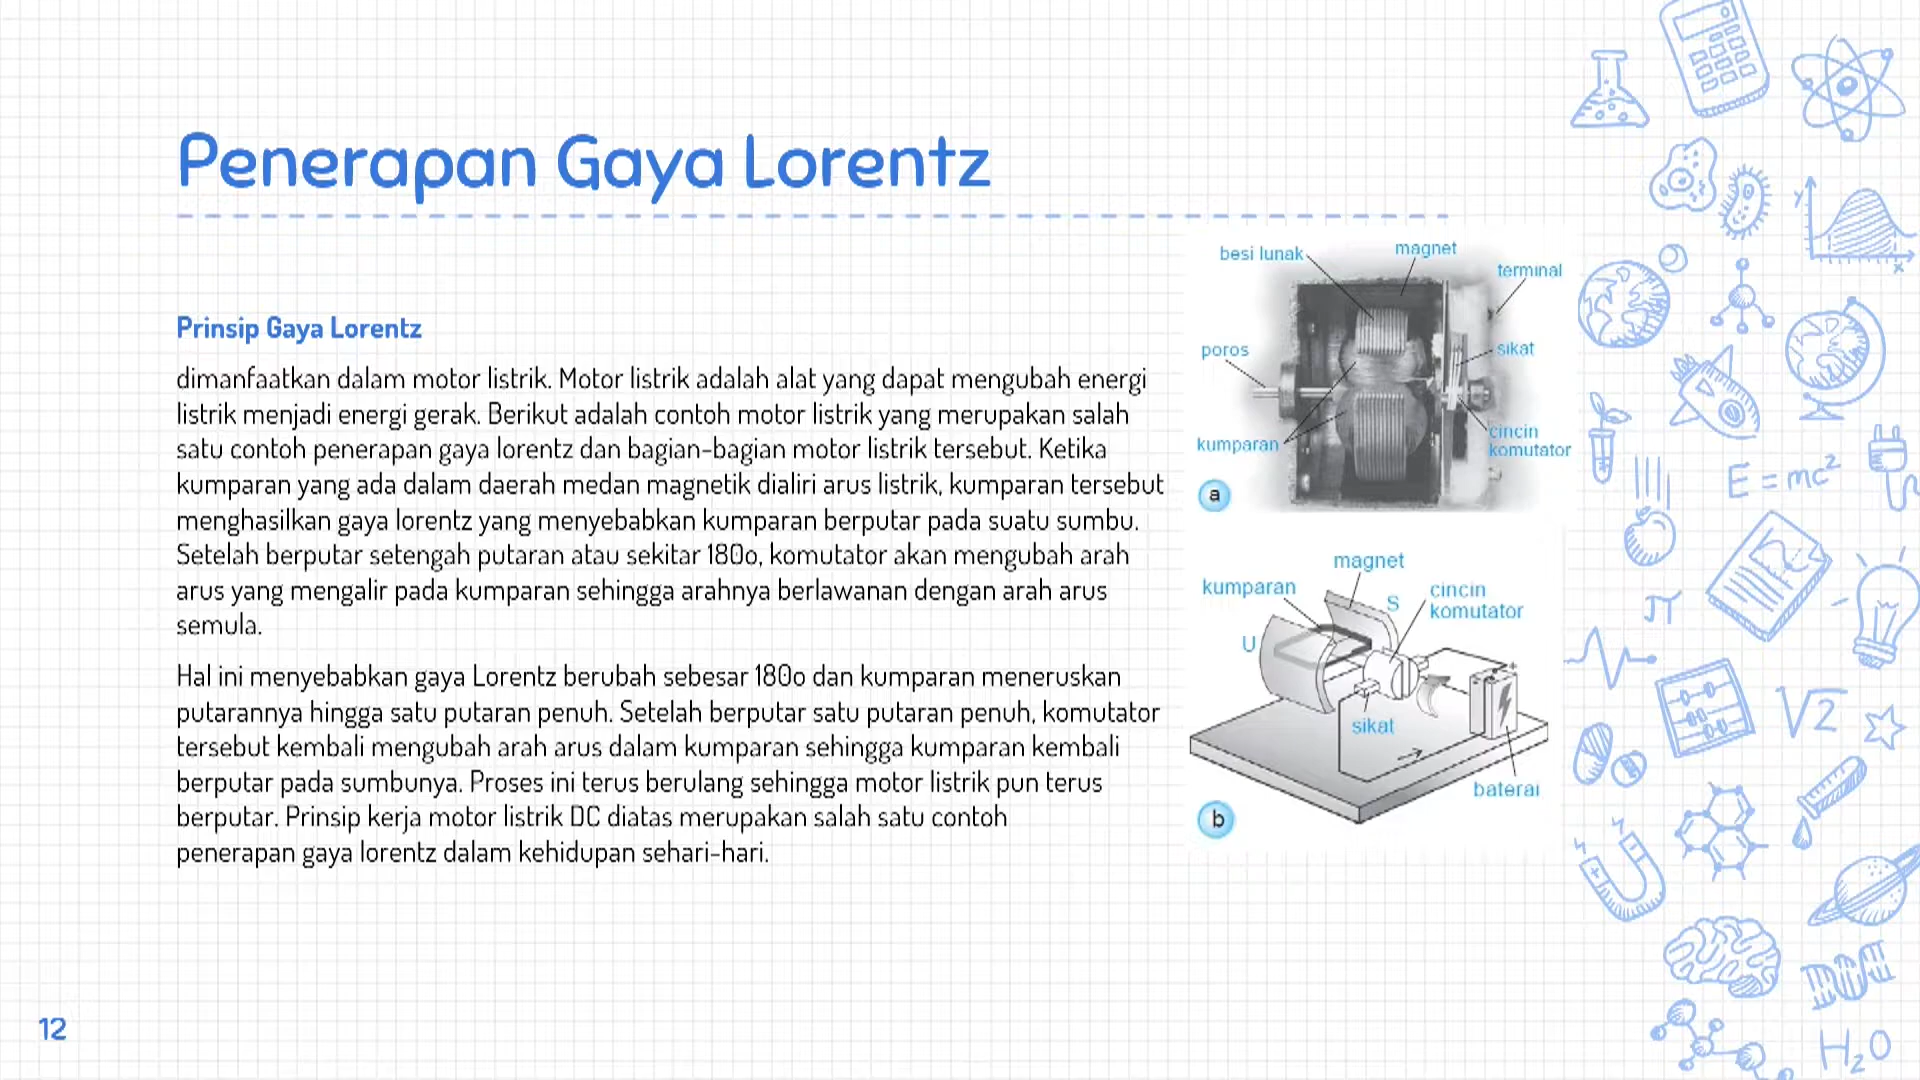 Penerapan Gaya Lorentz
Prinsip Gaya Lorentz
dimanfaatkan dalam motor listrik. Motor listrik adalah alat yang dapat mengubah energi
listrik menjadi energi gerak. Berikut adalah contoh motor listrik yang merupakan salah
satu contoh penerapan gaya lorentz dan bagian-bagian motor listrik tersebut. Ketika
kumparan yang ada dalam daerah medan magnetik dialiri arus listrik, kumparan tersebut
menghasilkan gaya lorentz yang menyebabkan kumparan berputar pada suatu sumbu.
Setelah berputar setengah putaran atau sekitar 180o, komutator akan mengubah arah
arus yang mengalir pada kumparan sehingga arahnya berlawanan dengan arah arus
semula.
Hal ini menyebabkan gaya Lorentz berubah sebesar 180o dan kumparan meneruskan
putarannya hingga satu putaran penuh. Setelah berputar satu putaran penuh, komutator
tersebut kembali mengubah arah arus dalam kumparan sehingga kumparan kembali
berputar pada sumbunya. Proses ini terus berulang sehingga motor listrik pun terus
berputar. Prinsip kerja motor listrik DC diatas merupakan salah satu contoh
penerapan gaya lorentz dalam kehidupan sehari-hari.
besi lunak
magnet
terminal
poros
sikat
kumparan
cincin
komutator
a
magnet
kumparan
S
cincin
komutator
U
+
sikat
baterai
b
y
x
E=mc²
π
√2
H₂O
12